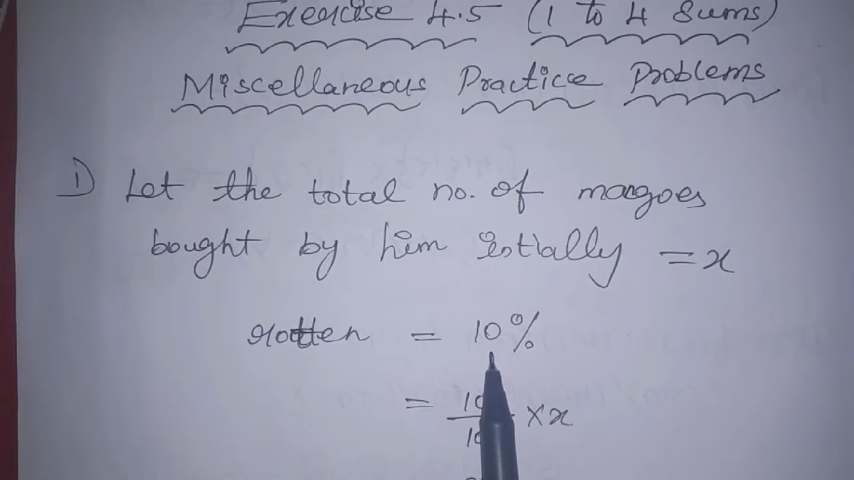 Exercise 4.5 (1 to 4 Sums)
Miscellaneous Practice Problems
1) Let the total no. of mangoes
bought by him initially = x
rotten = 10%
= 10/10 × x